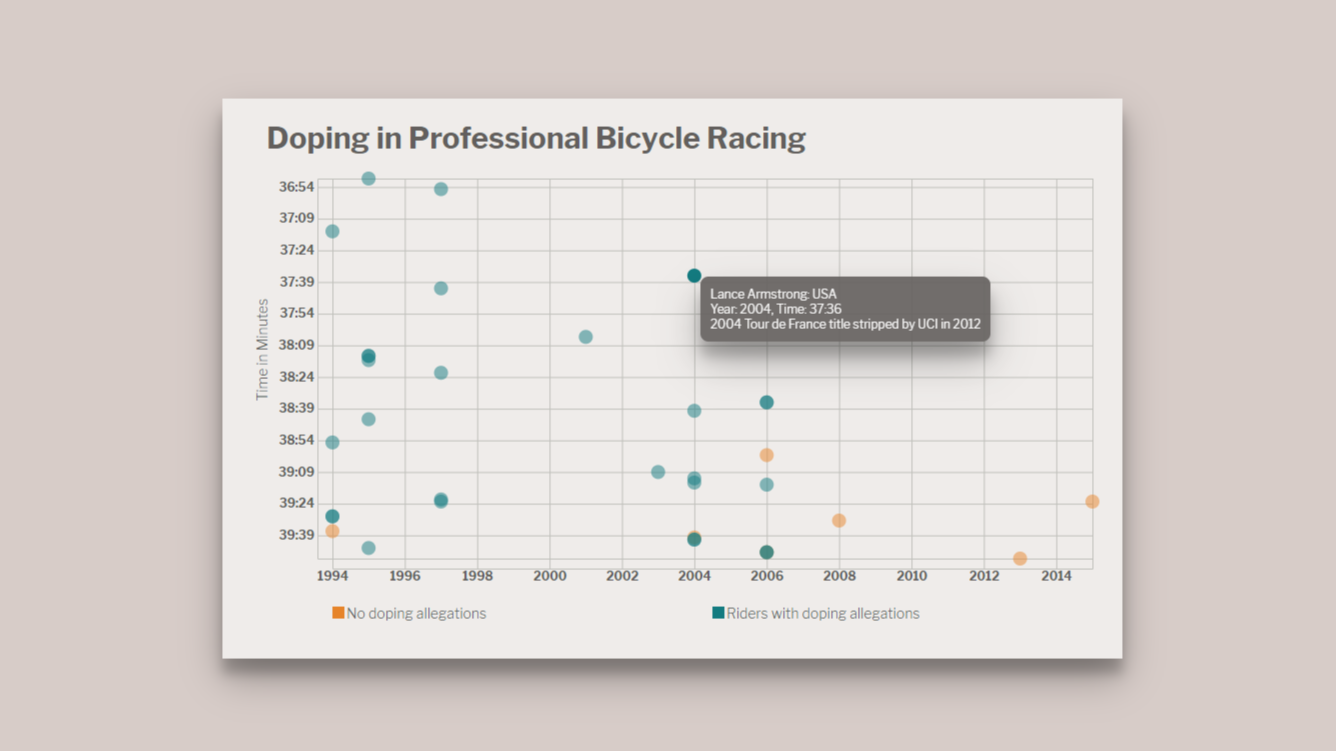 Doping in Professional Bicycle Racing
36:54
37:09
37:24
37:39
37:54
38:09
38:24
38:39
38:54
39:09
39:24
39:39
Time in Minutes
Lance Armstrong: USA
Year: 2004, Time: 37:36
2004 Tour de France title stripped by UCI in 2012
1994 1996 1998 2000 2002 2004 2006 2008 2010 2012 2014
No doping allegations
Riders with doping allegations